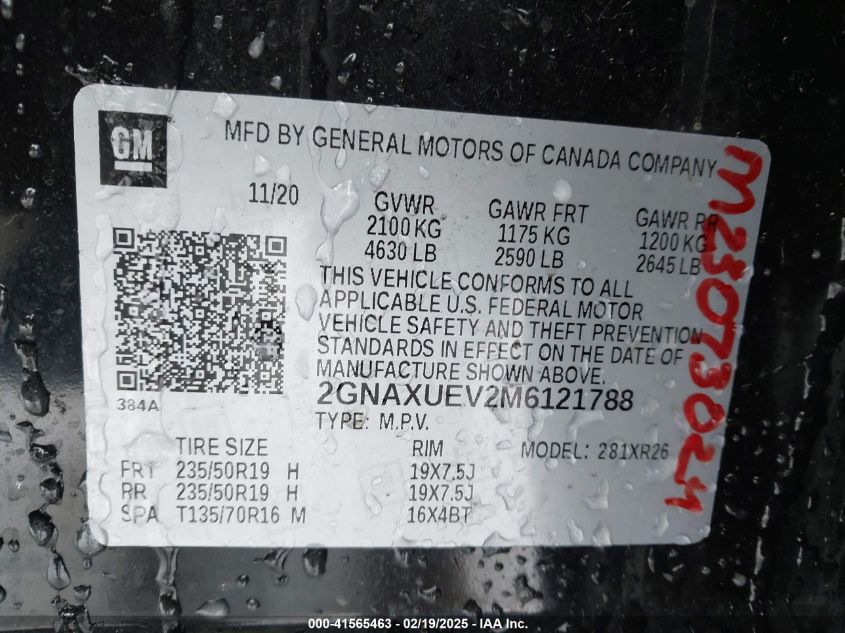 GM
MFD BY GENERAL MOTORS OF CANADA COMPANY
11/20
GVWR
2100 KG
4630 LB
GAWR FRT
1175 KG
2590 LB
GAWR RR
1200 KG
2645 LB
THIS VEHICLE CONFORMS TO ALL
APPLICABLE U.S. FEDERAL MOTOR
VEHICLE SAFETY AND THEFT PREVENTION
STANDARDS IN EFFECT ON THE DATE OF
MANUFACTURE SHOWN ABOVE.
2GNAXUEV2M6121788
384A
TYPE: M.P.V.
TIRE SIZE RIM MODEL: 281XR26
FRT 235/50R19 H 19X7.5J
RR 235/50R19 H 19X7.5J
SPA T135/70R16 M 16X4BT
M23073024
000-41565463 / 02/19/2025 - IAA Inc.